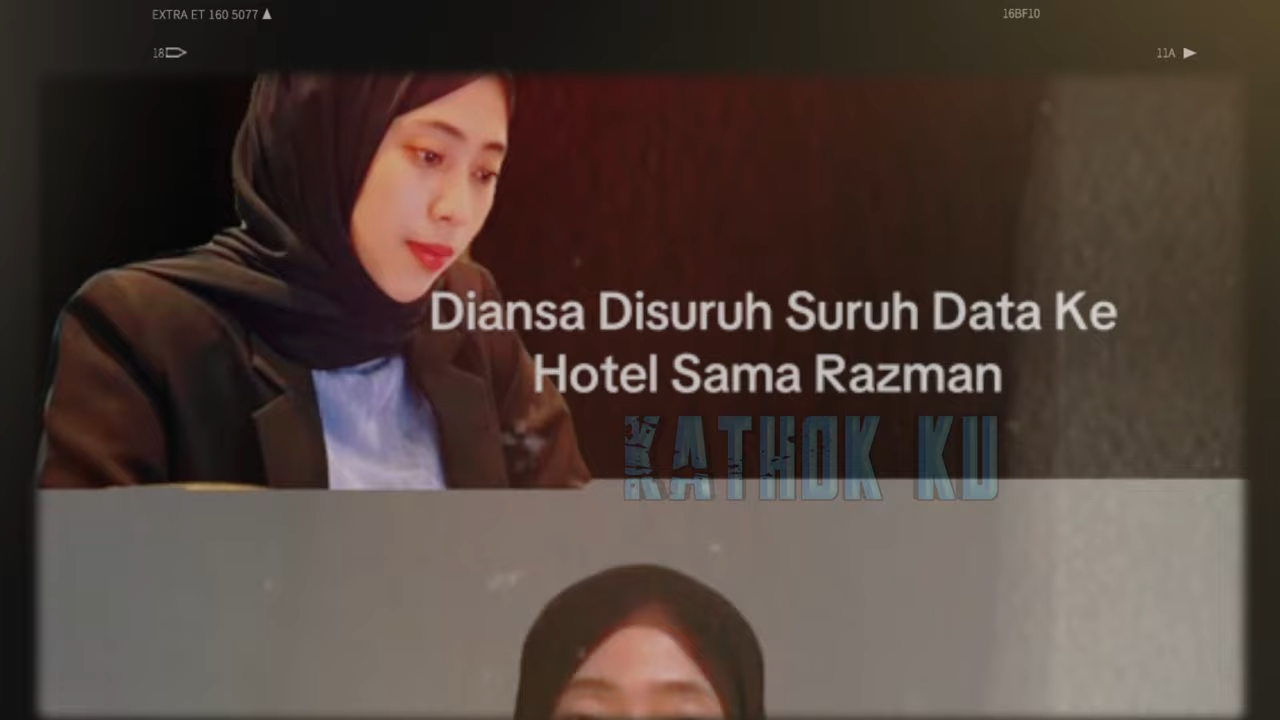 EXTRA ET 160 5077
16BF10
18
11A
Diansa Disuruh Suruh Data Ke
Hotel Sama Razman
KATHOK KU